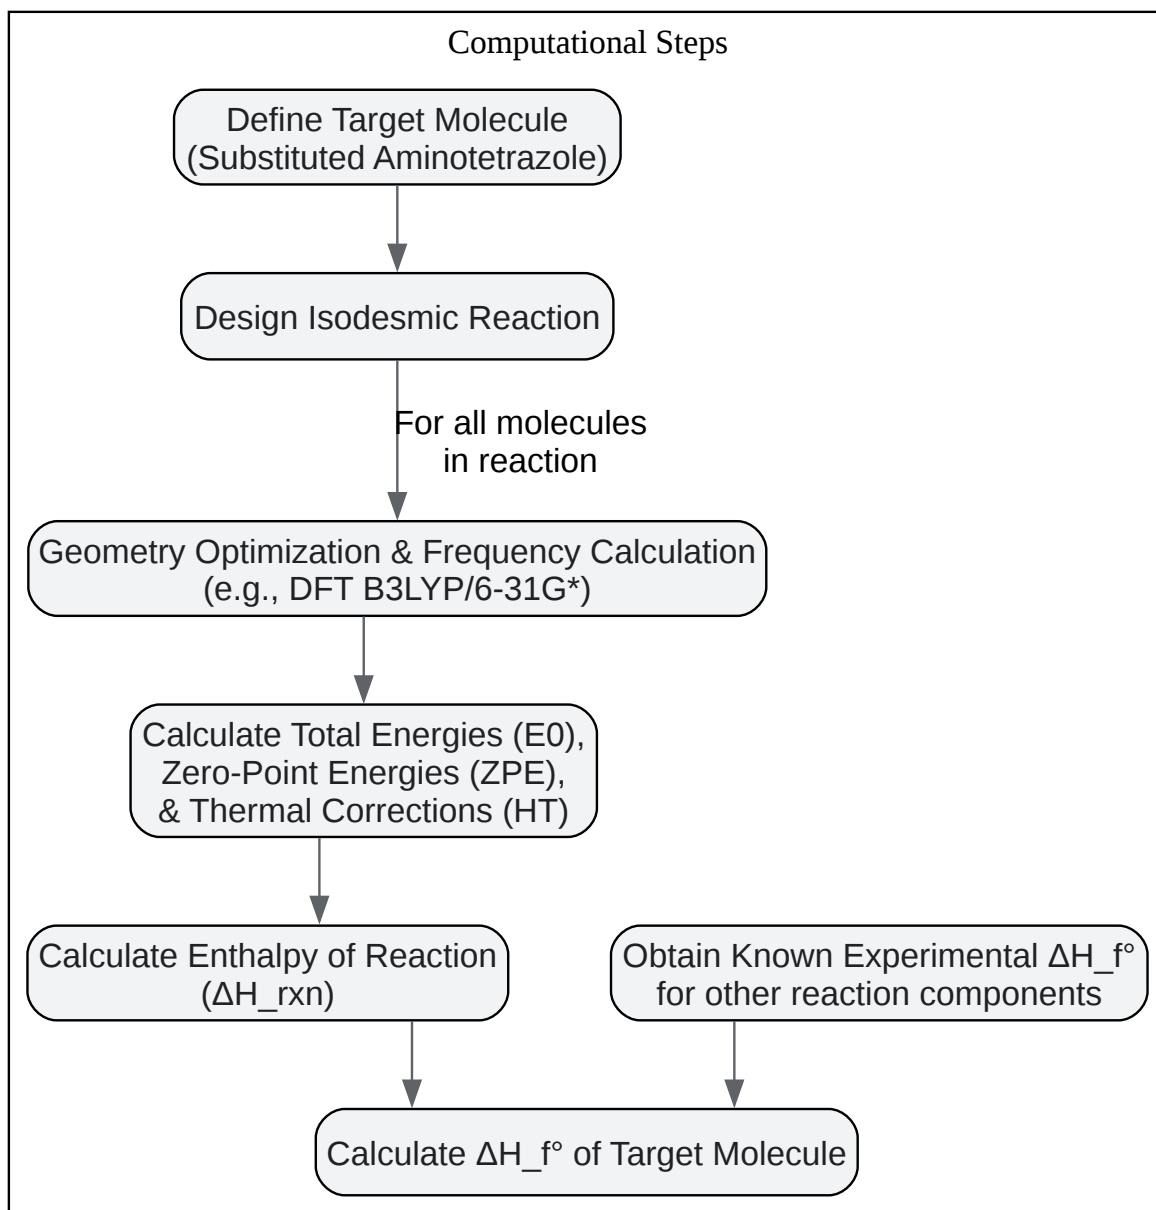 Computational Steps
Define Target Molecule
(Substituted Aminotetrazole)
Design Isodesmic Reaction
For all molecules
in reaction
Geometry Optimization & Frequency Calculation
(e.g., DFT B3LYP/6-31G*)
Calculate Total Energies (E0),
Zero-Point Energies (ZPE),
& Thermal Corrections (HT)
Calculate Enthalpy of Reaction
(ΔH_rxn)
Obtain Known Experimental ΔH_f°
for other reaction components
Calculate ΔH_f° of Target Molecule